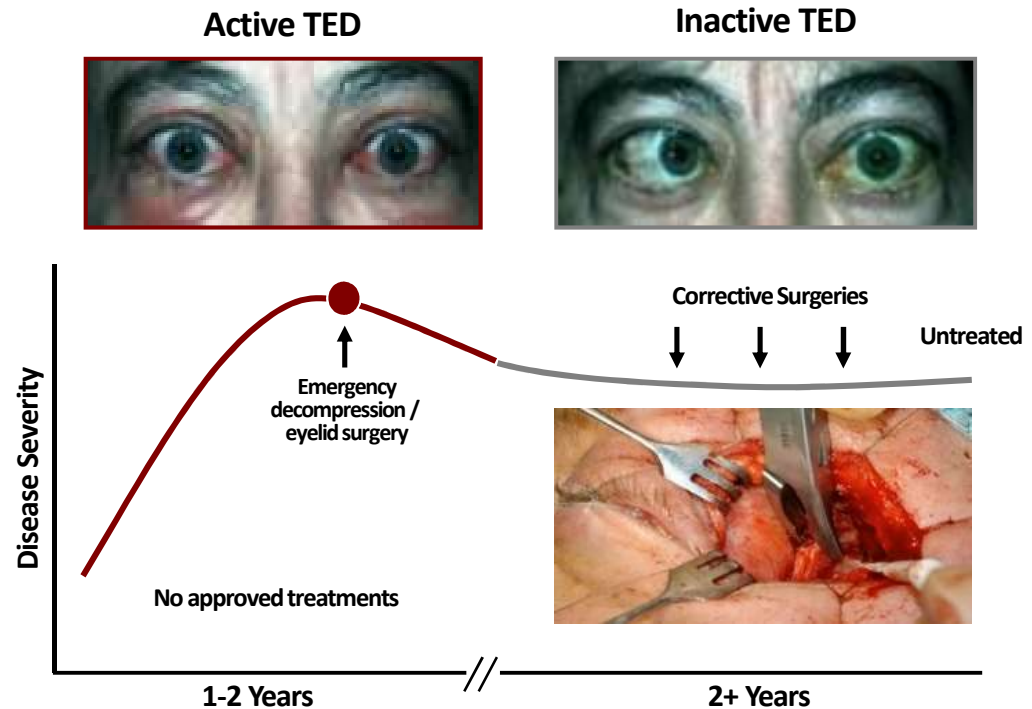 Active TED
Inactive TED
Disease Severity
Corrective Surgeries
Untreated
Emergency
decompression /
eyelid surgery
No approved treatments
1-2 Years
2+ Years